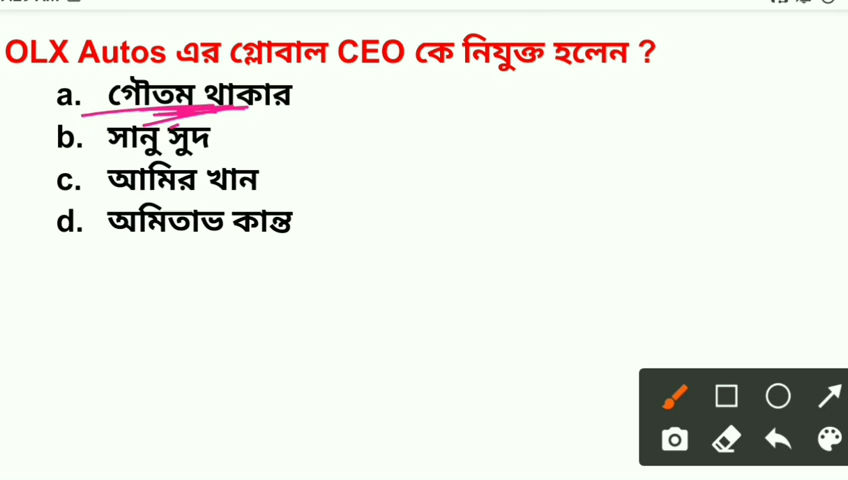 OLX Autos এর গ্লোবাল CEO কে নিযুক্ত হলেন ?
a. গৌতম থাকার
b. সানু সুদ
c. আমির খান
d. অমিতাভ কান্ত